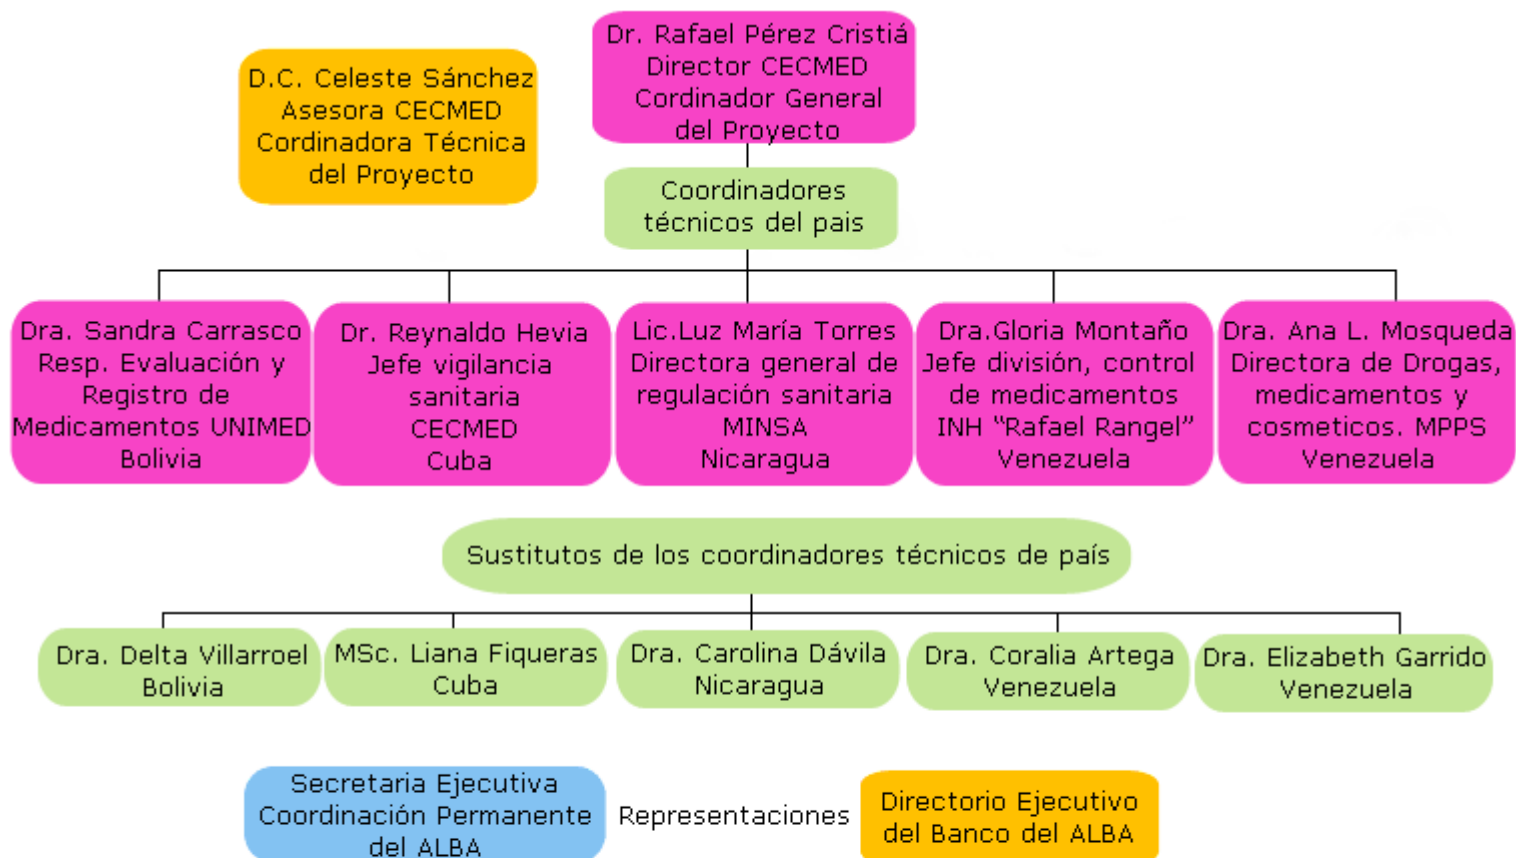 Dr. Rafael Pérez Cristiá
Director CECMED
Cordinador General
del Proyecto
D.C. Celeste Sánchez
Asesora CECMED
Cordinadora Técnica
del Proyecto
Coordinadores
técnicos del pais
Dra. Sandra Carrasco
Resp. Evaluación y
Registro de
Medicamentos UNIMED
Bolivia
Dr. Reynaldo Hevia
Jefe vigilancia
sanitaria
CECMED
Cuba
Lic.Luz María Torres
Directora general de
regulación sanitaria
MINSA
Nicaragua
Dra.Gloria Montaño
Jefe división, control
de medicamentos
INH “Rafael Rangel”
Venezuela
Dra. Ana L. Mosqueda
Directora de Drogas,
medicamentos y
cosmeticos. MPPS
Venezuela
Sustitutos de los coordinadores técnicos de país
Dra. Delta Villarroel
Bolivia
MSc. Liana Fiqueras
Cuba
Dra. Carolina Dávila
Nicaragua
Dra. Coralia Artega
Venezuela
Dra. Elizabeth Garrido
Venezuela
Secretaria Ejecutiva
Coordinación Permanente
del ALBA
Representaciones
Directorio Ejecutivo
del Banco del ALBA